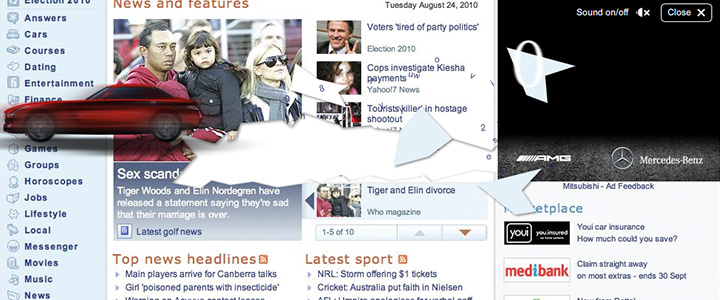 Election 2010
Answers
Cars
Courses
Dating
Entertainment
Finance
Games
Groups
Horoscopes
Jobs
Lifestyle
Local
Messenger
Movies
Music
News
News and features
Tuesday August 24, 2010
Voters 'tired of party politics'
Election 2010
Cops investigate Kiesha
payments
Yahoo!7 News
Tourists killed in hostage
shootout
Sex scand
Tiger Woods and Elin Nordegren have
released a statement saying they're sad
that their marriage is over.
Latest golf news
Tiger and Elin divorce
Who magazine
1-5 of 10
Top news headlines
Main players arrive for Canberra talks
Girl 'poisoned parents with insecticide'
Latest sport
NRL: Storm offering $1 tickets
Cricket: Australia put faith in Nielsen
Sound on/off
Close X
0
AMG
Mercedes-Benz
Mitsubishi - Ad Feedback
Youi car insurance
How much could you save?
youi
you.insured
medibank
Claim straight away
on most extras - ends 30 Sept